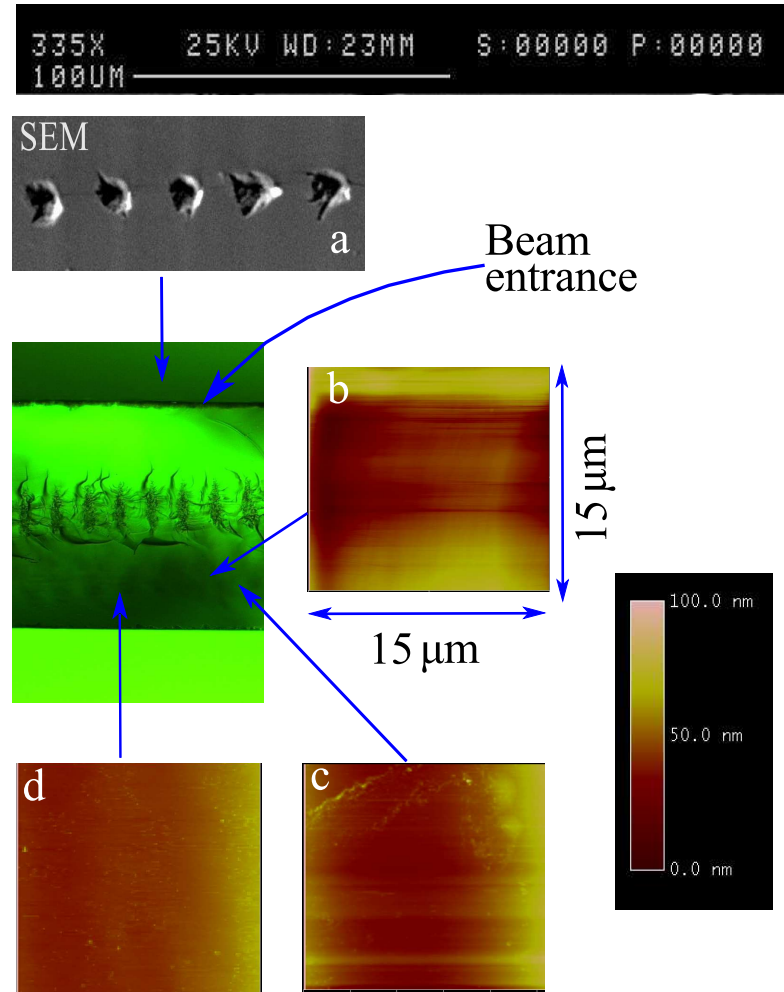 335X 25KV WD:23MM S:00000 P:00000
100UM
SEM
a
Beam
entrance
b
15 μm
15 μm
100.0 nm
50.0 nm
0.0 nm
d
c